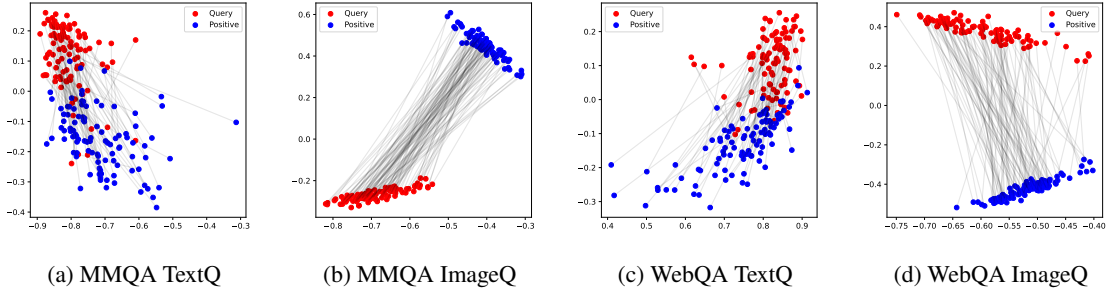 Query
Positive
0.2
0.1
0.0
−0.1
−0.2
−0.3
−0.4
−0.9 −0.8 −0.7 −0.6 −0.5 −0.4 −0.3
(a) MMQA TextQ
Query
Positive
0.6
0.4
0.2
0.0
−0.2
−0.8 −0.7 −0.6 −0.5 −0.4 −0.3
(b) MMQA ImageQ
Query
Positive
0.2
0.1
0.0
−0.1
−0.2
−0.3
0.4 0.5 0.6 0.7 0.8 0.9
(c) WebQA TextQ
Query
Positive
0.4
0.2
0.0
−0.2
−0.4
−0.75 −0.70 −0.65 −0.60 −0.55 −0.50 −0.45 −0.40
(d) WebQA ImageQ